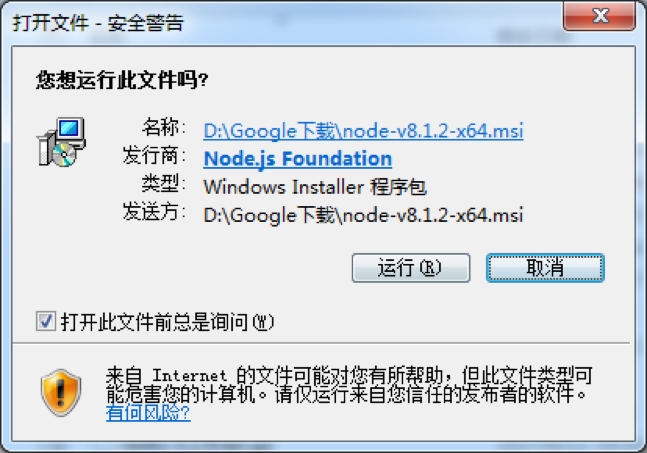 打开文件 - 安全警告
您想运行此文件吗?
名称: D:\Google下载\node-v8.1.2-x64.msi
发行商: Node.js Foundation
类型: Windows Installer 程序包
发送方: D:\Google下载\node-v8.1.2-x64.msi
运行(R) 取消
打开此文件前总是询问(W)
来自 Internet 的文件可能对您有所帮助，但此文件类型可
能危害您的计算机。请仅运行来自您信任的发布者的软件。
有何风险?